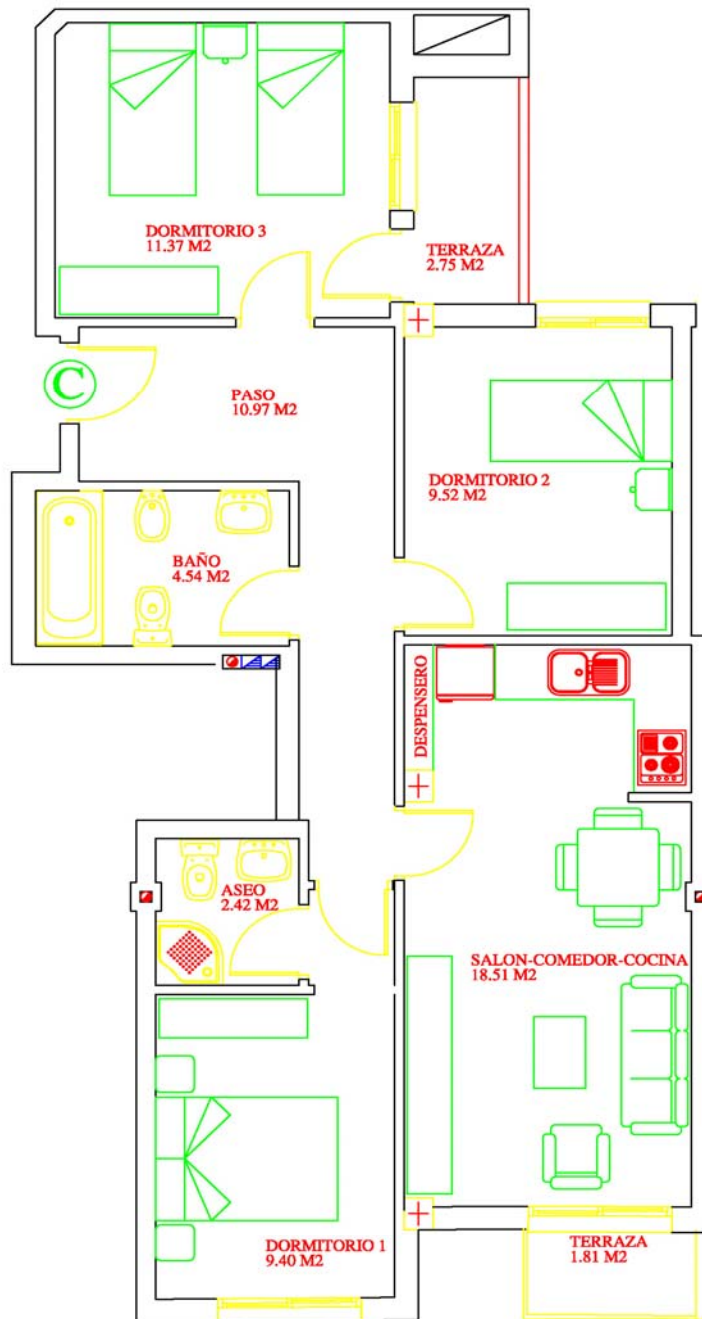 DORMITORIO 3
11.37 M2
TERRAZA
2.75 M2
C
PASO
10.97 M2
DORMITORIO 2
9.52 M2
BAÑO
4.54 M2
DESPENSERO
ASEO
2.42 M2
SALON-COMEDOR-COCINA
18.51 M2
DORMITORIO 1
9.40 M2
TERRAZA
1.81 M2